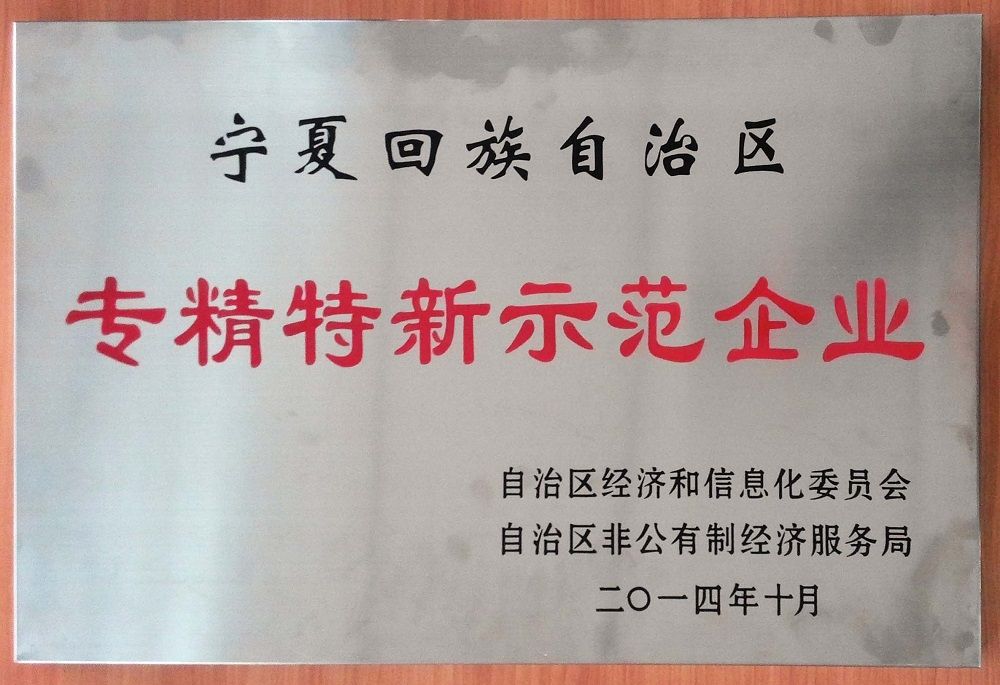 宁夏回族自治区
专精特新示范企业
自治区经济和信息化委员会
自治区非公有制经济服务局
二〇一四年十月